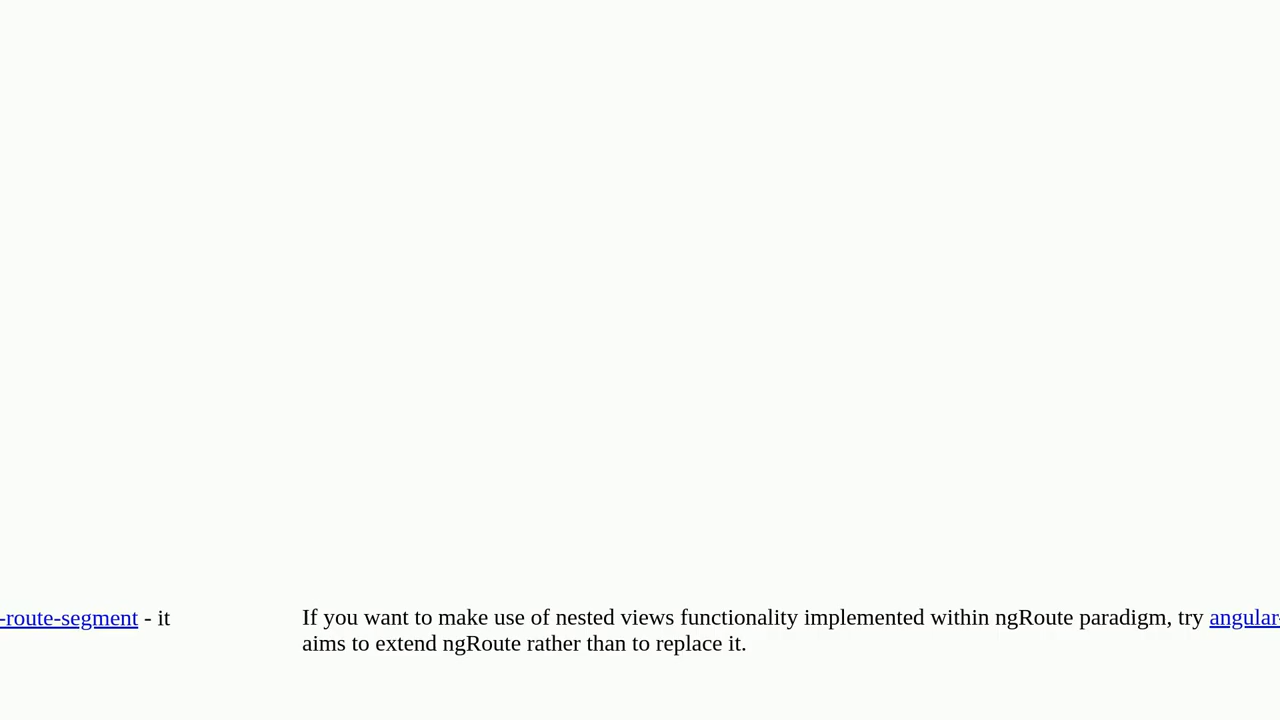 -route-segment - it
If you want to make use of nested views functionality implemented within ngRoute paradigm, try angular-
aims to extend ngRoute rather than to replace it.